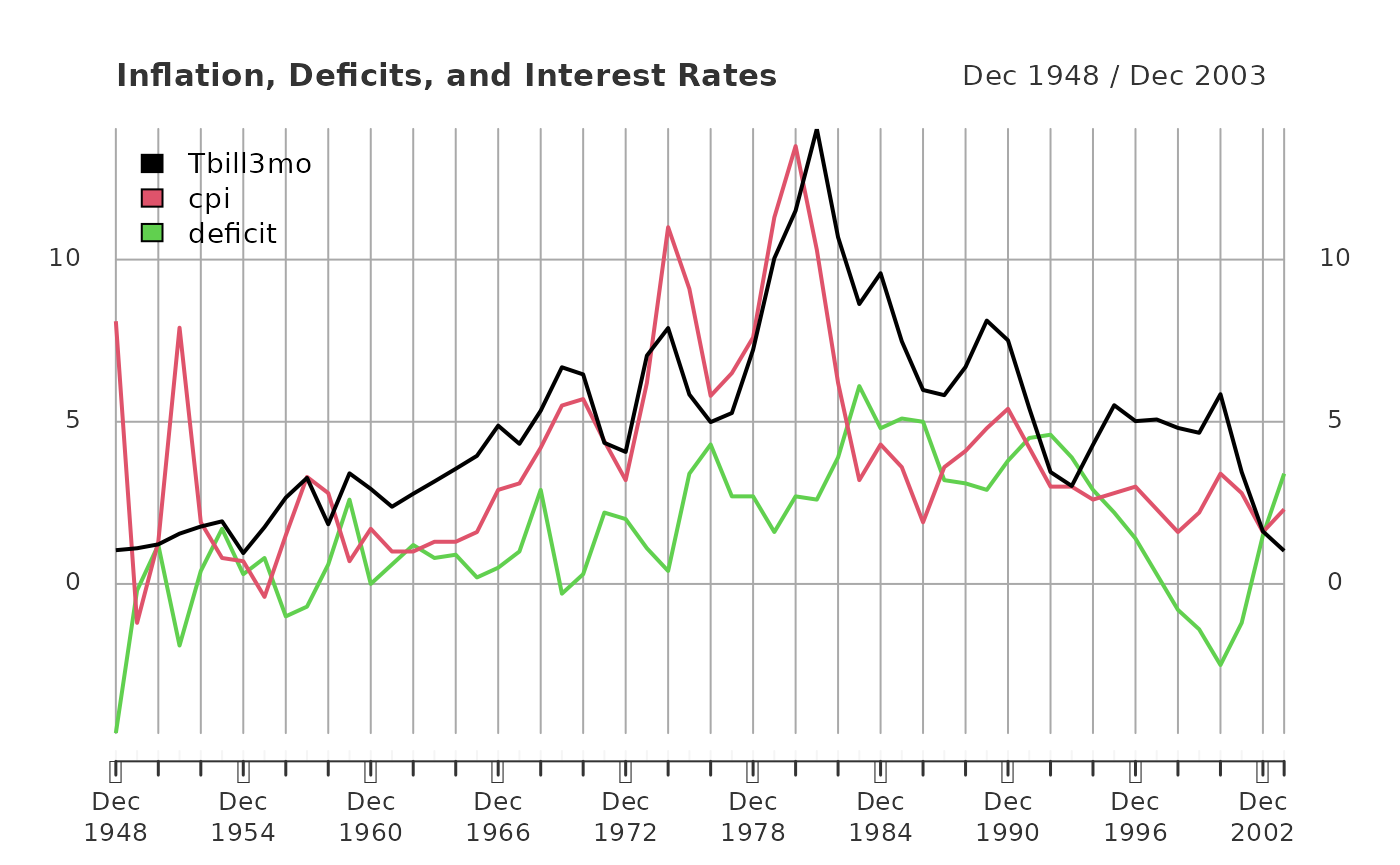 Inflation, Deficits, and Interest Rates
Dec 1948 / Dec 2003
Tbill3mo
cpi
deficit
10
10
5
5
0
0
Dec Dec Dec Dec Dec Dec Dec Dec Dec Dec
1948 1954 1960 1966 1972 1978 1984 1990 1996 2002